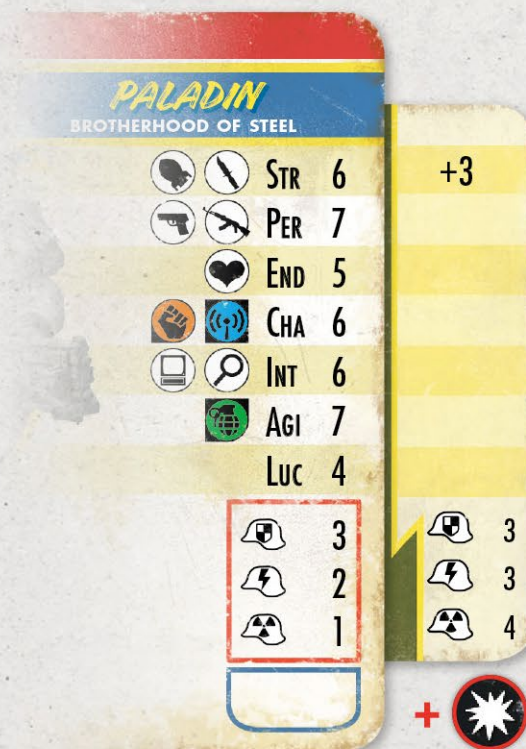 PALADIN
BROTHERHOOD OF STEEL
STR 6 +3
PER 7
END 5
CHA 6
INT 6
AGI 7
LUC 4
3 3
2 3
1 4
+